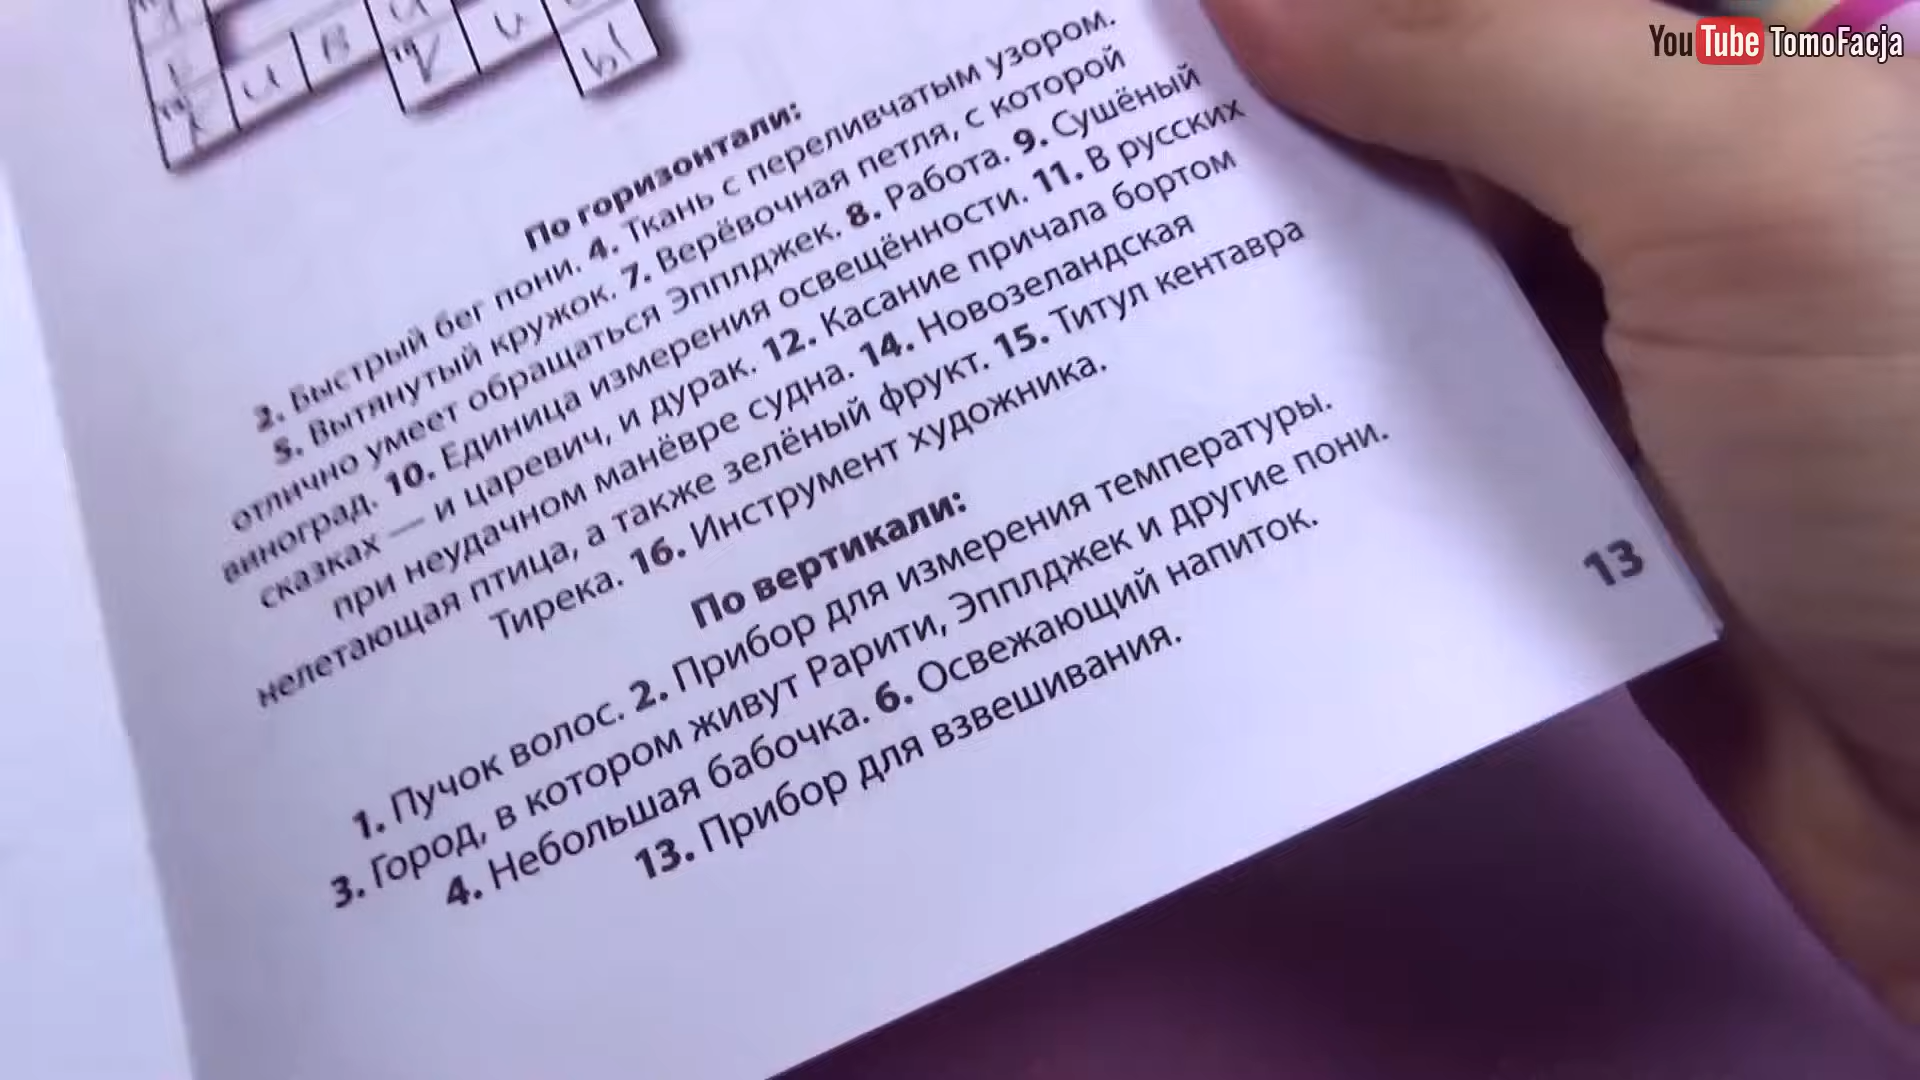 YouTube TomoFacja
По горизонтали:
2. Быстрый бег пони. 4. Ткань с переливчатым узором.
5. Вытянутый кружок. 7. Верёвочная петля, с которой
отлично умеет обращаться Эпплджек. 8. Работа. 9. Сушёный
виноград. 10. Единица измерения освещённости. 11. В русских
сказках — и царевич, и дурак. 12. Касание причала бортом
при неудачном манёвре судна. 14. Новозеландская
нелетающая птица, а также зелёный фрукт. 15. Титул кентавра
Тирека. 16. Инструмент художника.
По вертикали:
1. Пучок волос. 2. Прибор для измерения температуры.
3. Город, в котором живут Рарити, Эпплджек и другие пони.
4. Небольшая бабочка. 6. Освежающий напиток.
13. Прибор для взвешивания.
13